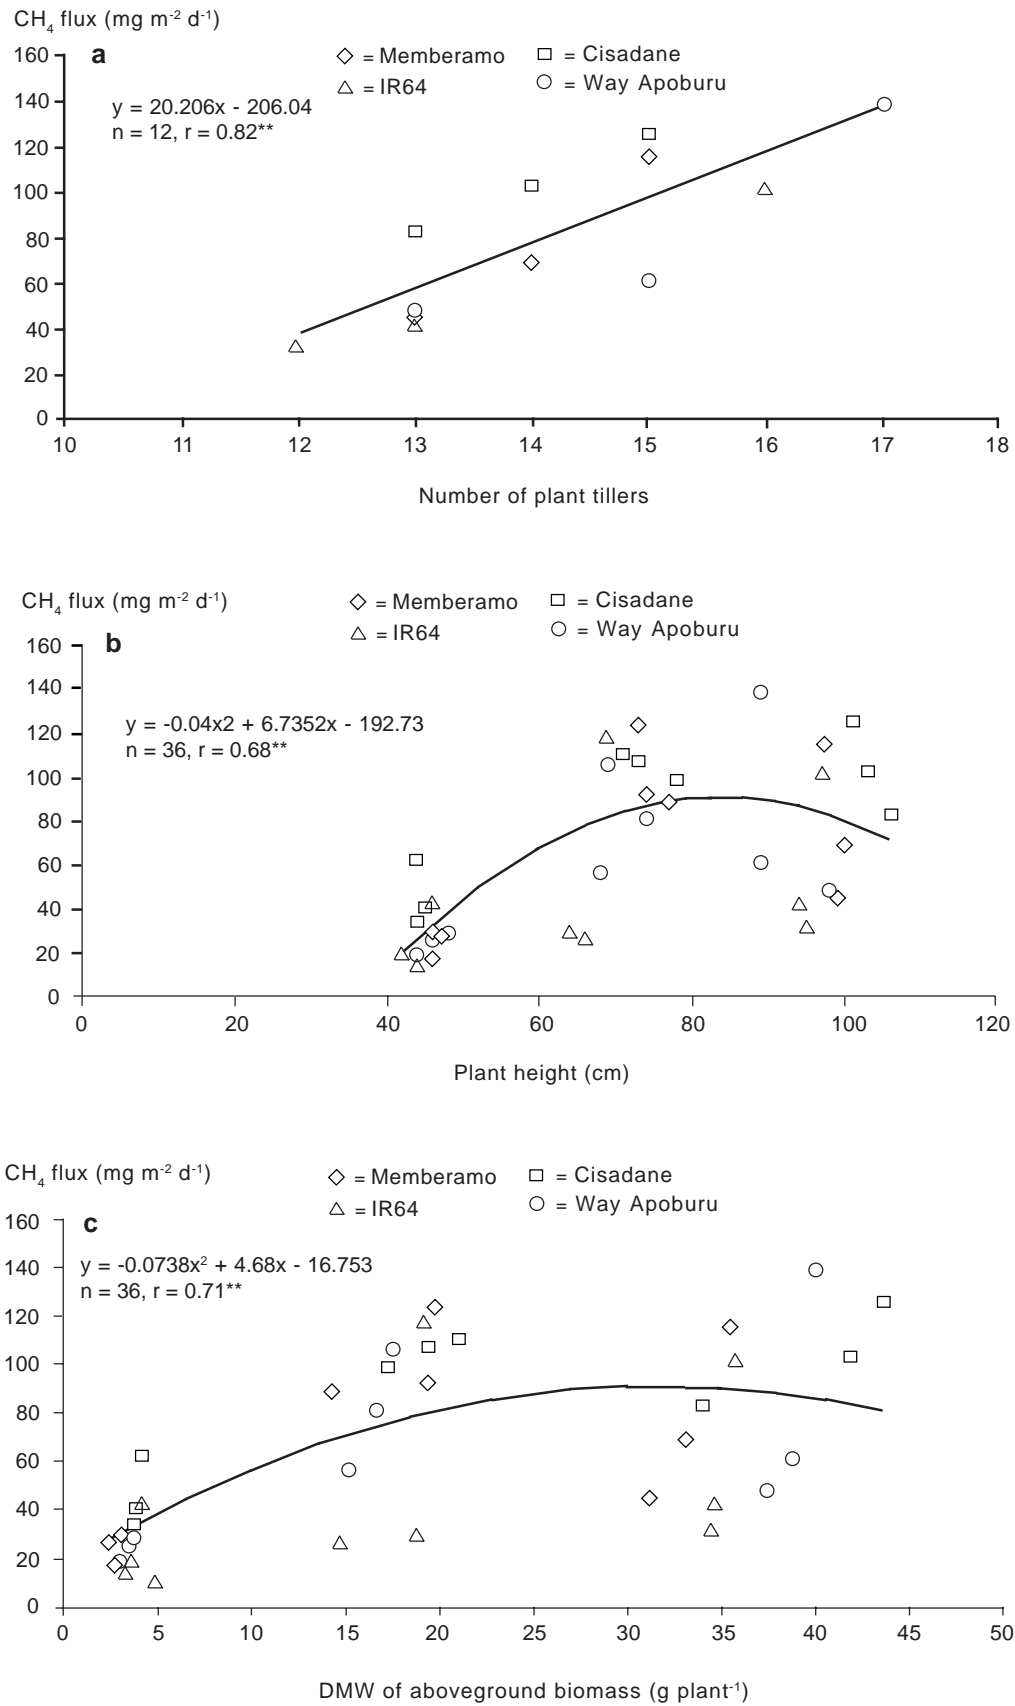 CH4 flux (mg m-2 d-1)
a
= Memberamo
= Cisadane
= IR64
= Way Apoburu
y = 20.206x - 206.04
n = 12, r = 0.82**
160
140
120
100
80
60
40
20
0
10 11 12 13 14 15 16 17 18
Number of plant tillers
CH4 flux (mg m-2 d-1)
b
= Memberamo
= Cisadane
= IR64
= Way Apoburu
y = -0.04x2 + 6.7352x - 192.73
n = 36, r = 0.68**
160
140
120
100
80
60
40
20
0
0 20 40 60 80 100 120
Plant height (cm)
CH4 flux (mg m-2 d-1)
c
= Memberamo
= Cisadane
= IR64
= Way Apoburu
y = -0.0738x2 + 4.68x - 16.753
n = 36, r = 0.71**
160
140
120
100
80
60
40
20
0
0 5 10 15 20 25 30 35 40 45 50
DMW of aboveground biomass (g plant-1)